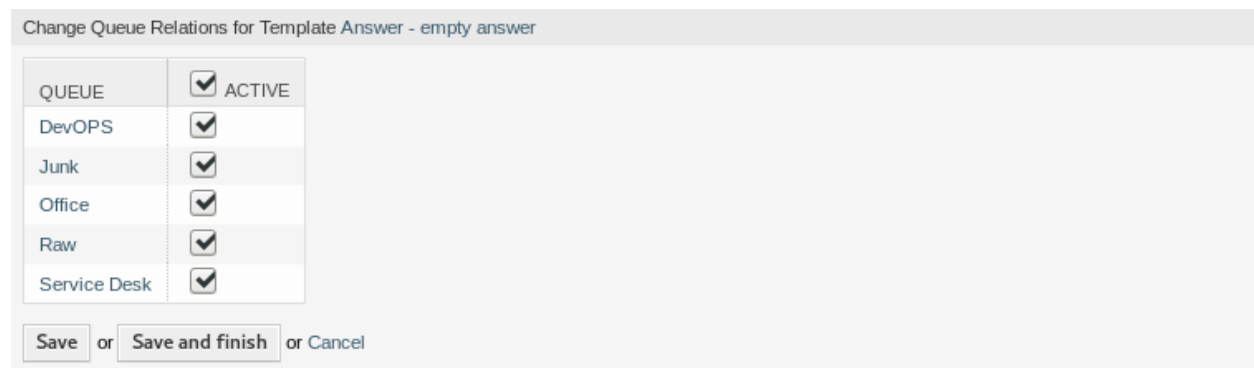 Change Queue Relations for Template Answer - empty answer
QUEUE ACTIVE
DevOPS
Junk
Office
Raw
Service Desk
Save or Save and finish or Cancel